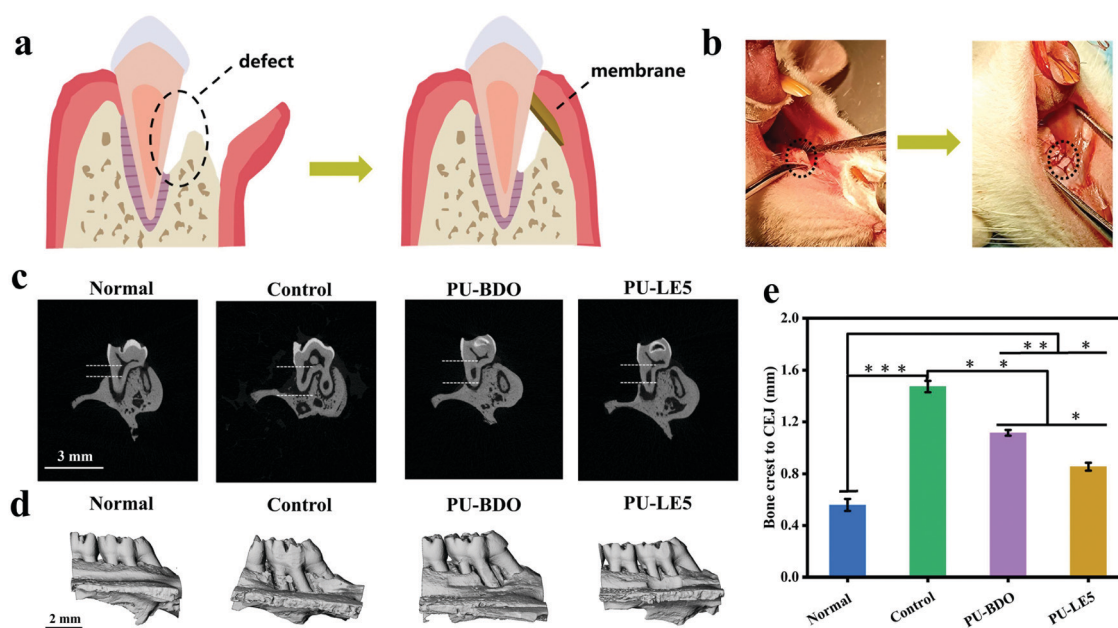 a
defect
membrane
b
c
Normal
Control
PU-BDO
PU-LE5
3 mm
d
Normal
Control
PU-BDO
PU-LE5
2 mm
e
Bone crest to CEJ (mm)
2.0
1.6
1.2
0.8
0.4
0.0
* * *
* *
* *
*
*
Normal
Control
PU-BDO
PU-LE5